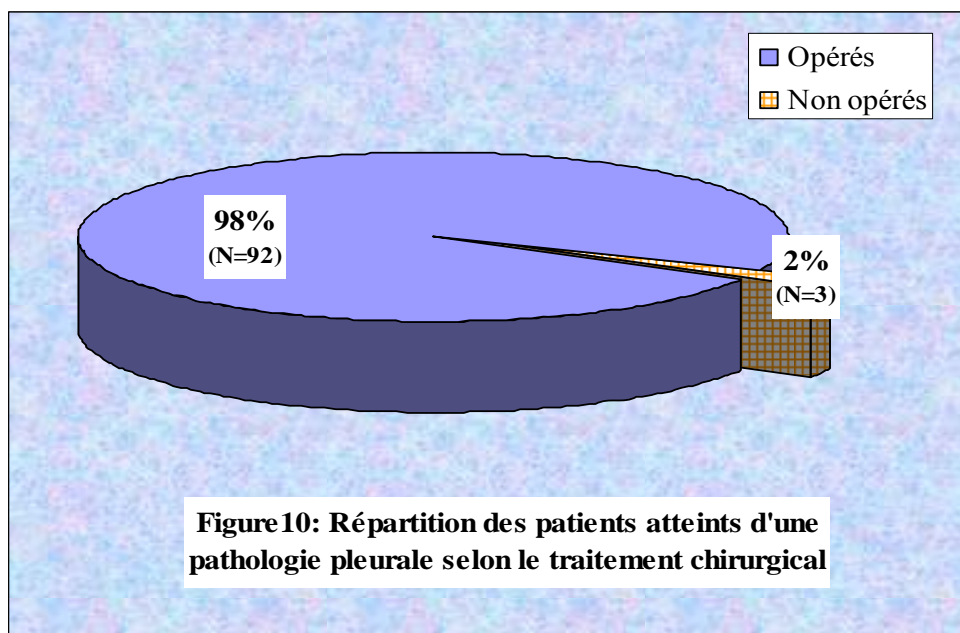 Opérés
Non opérés
98%
(N=92)
2%
(N=3)
Figure10: Répartition des patients atteints d'une
pathologie pleurale selon le traitement chirurgical